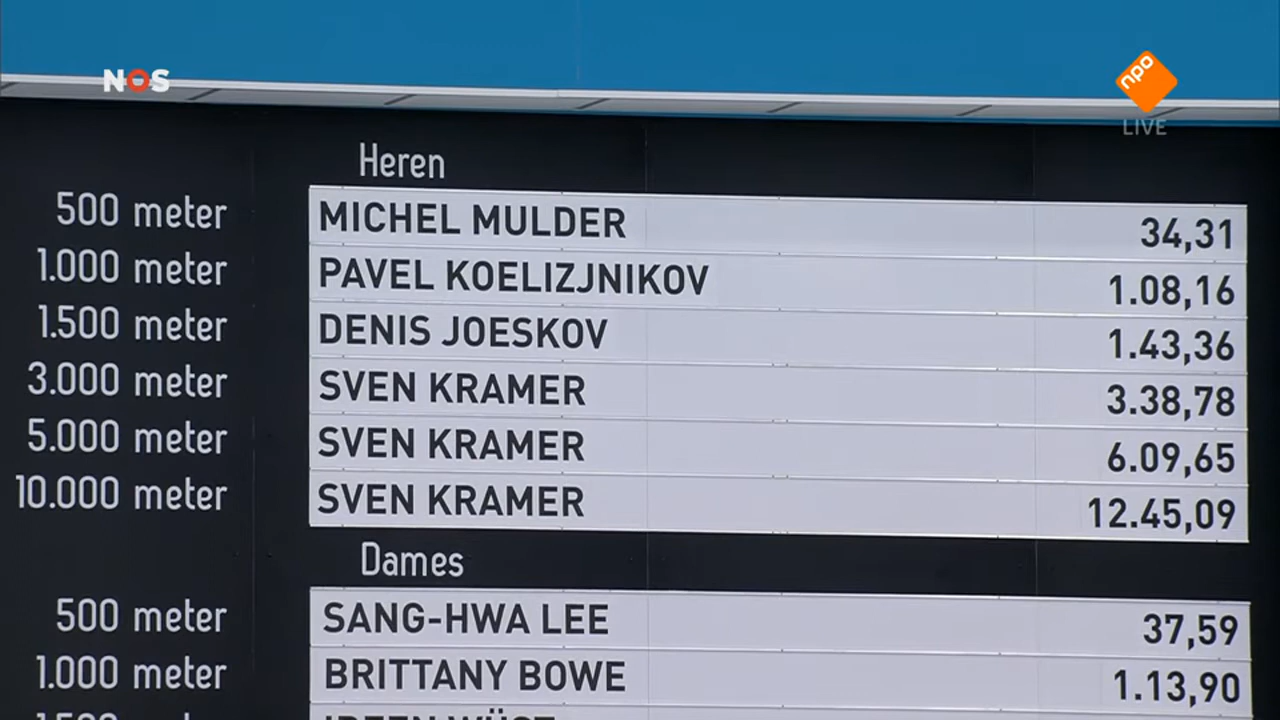 NOS
npo
LIVE
Heren
500 meter MICHEL MULDER 34,31
1.000 meter PAVEL KOELIZJNIKOV 1.08,16
1.500 meter DENIS JOESKOV 1.43,36
3.000 meter SVEN KRAMER 3.38,78
5.000 meter SVEN KRAMER 6.09,65
10.000 meter SVEN KRAMER 12.45,09
Dames
500 meter SANG-HWA LEE 37,59
1.000 meter BRITTANY BOWE 1.13,90